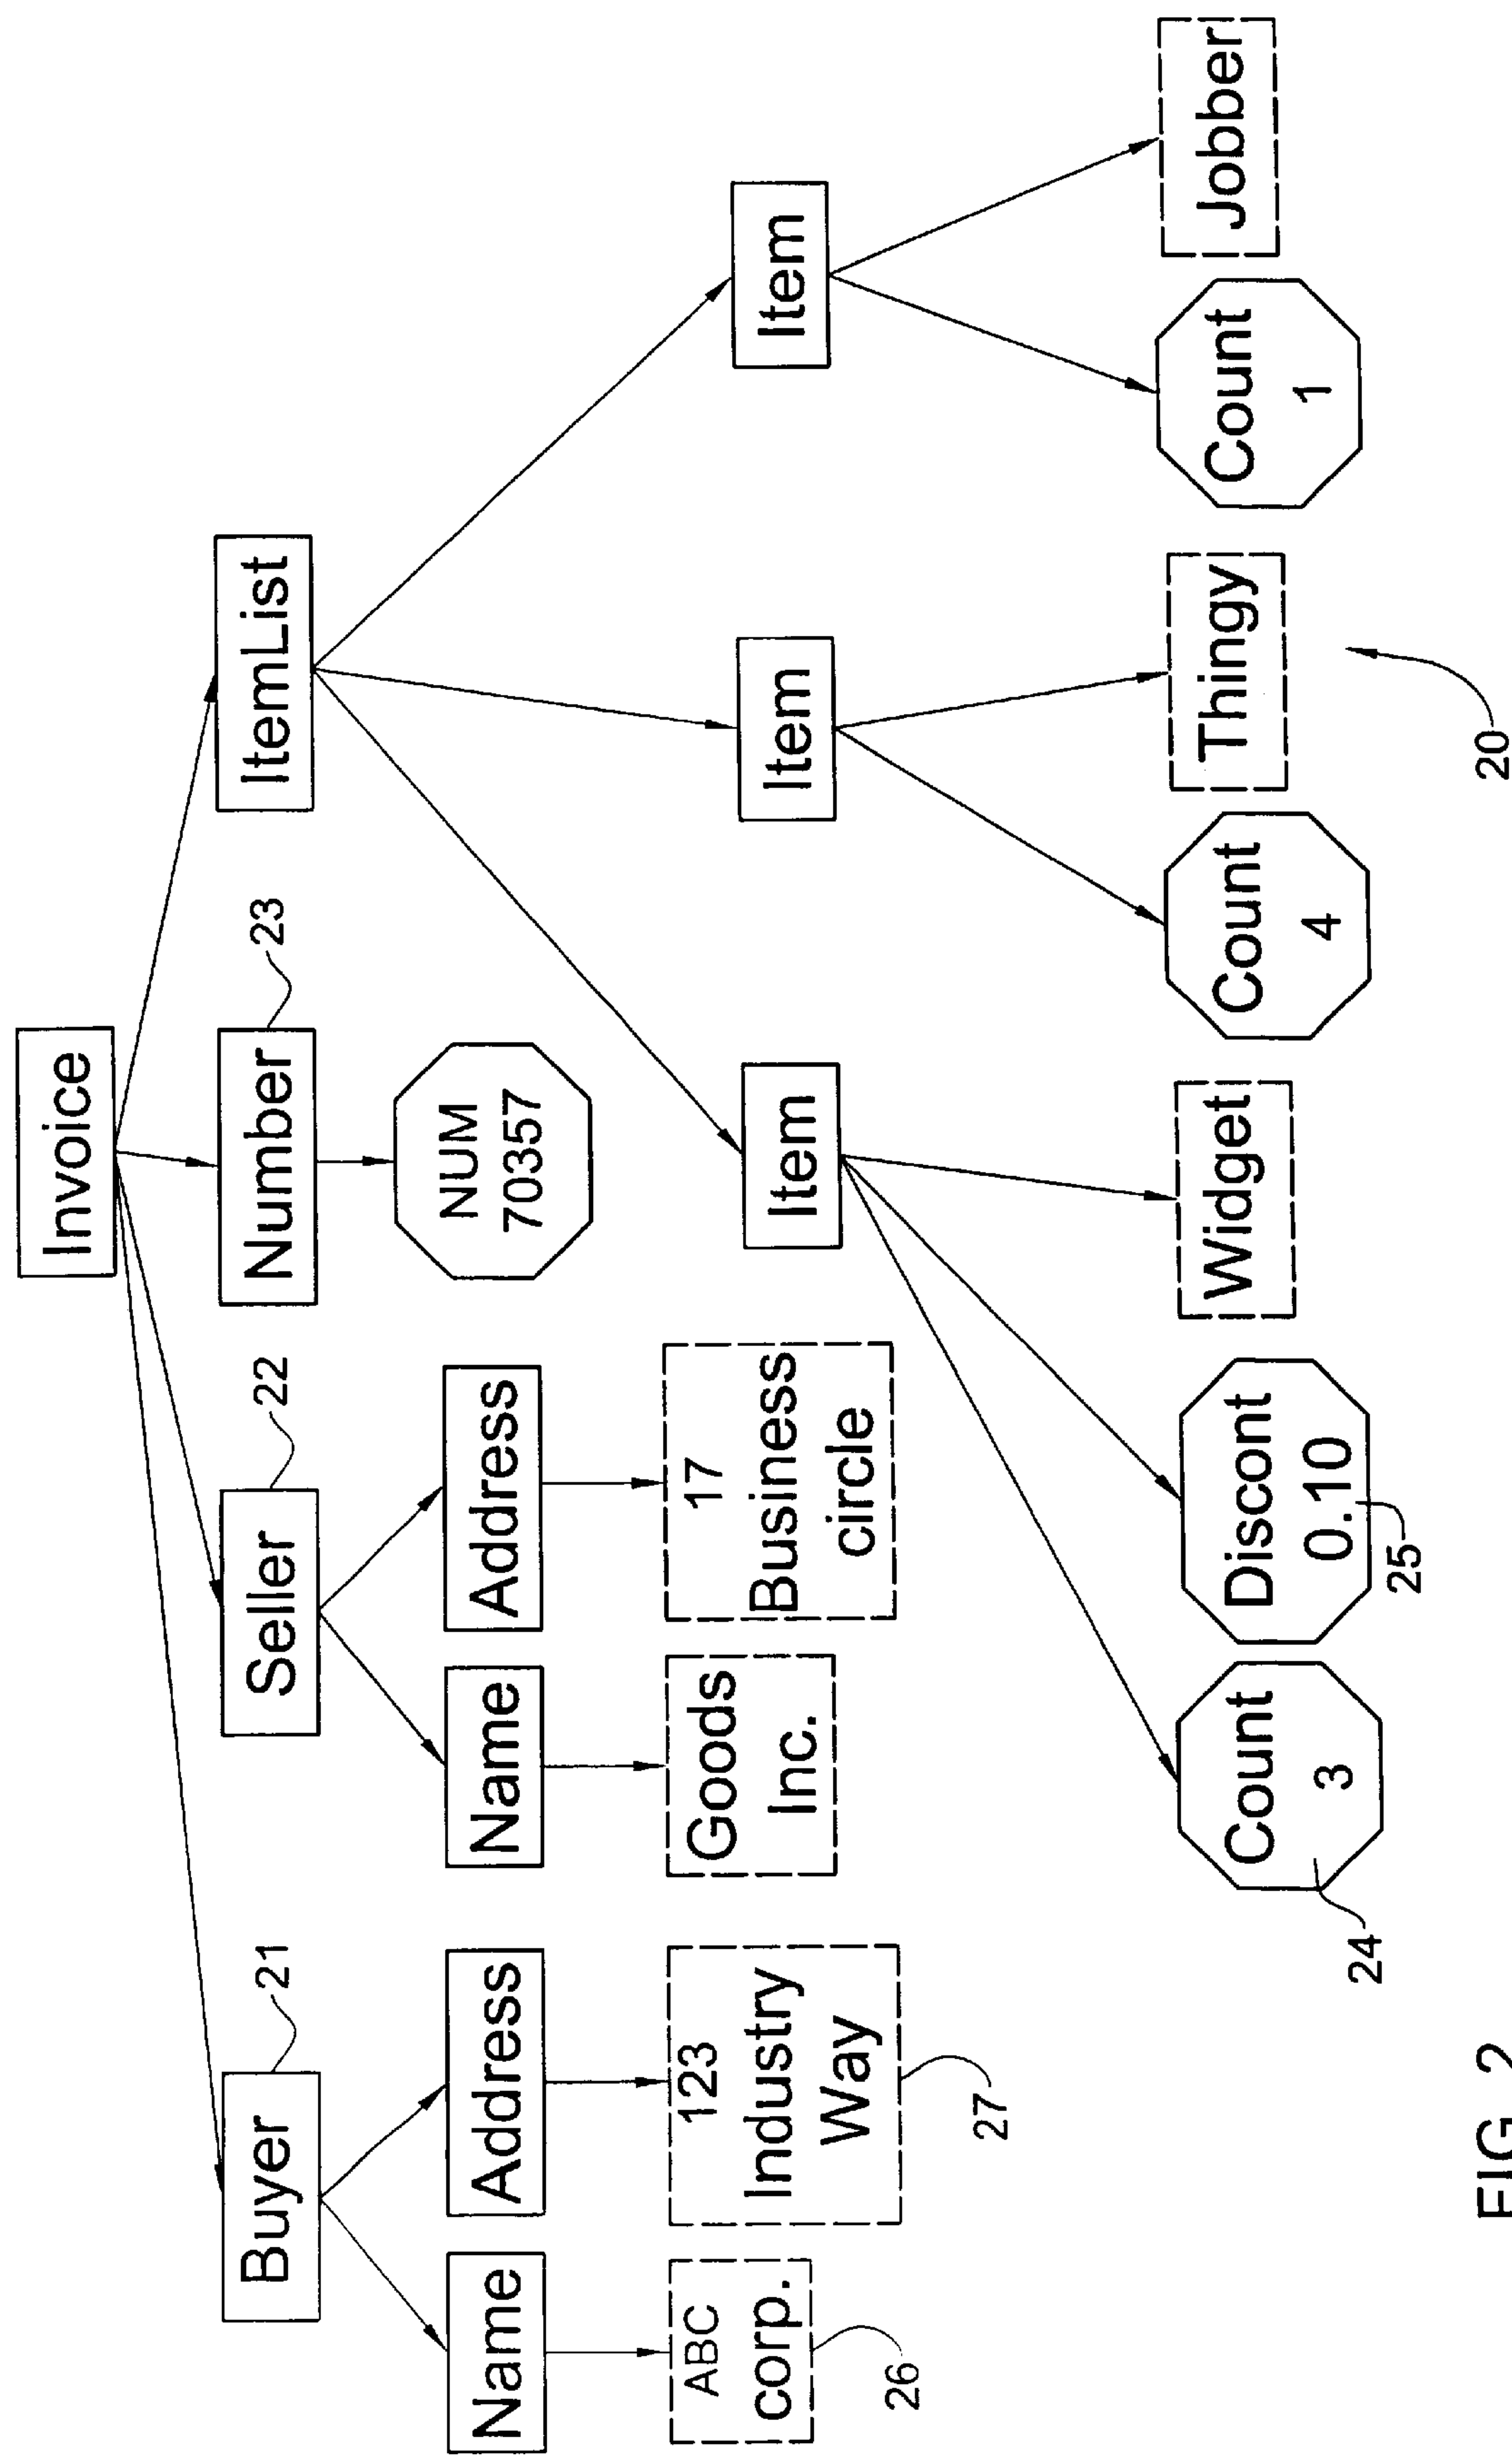 Invoice
Buyer
21
Seller
22
Number
23
ItemList
Name
Address
Name
Address
NUM
70357
ABC
corp.
26
123
Industry
Way
27
Goods
Inc.
17
Business
circle
Item
Item
Item
Count
3
24
Discont
0.10
25
Widget
Count
4
Thingy
Count
1
Jobber
20
FIG. 2